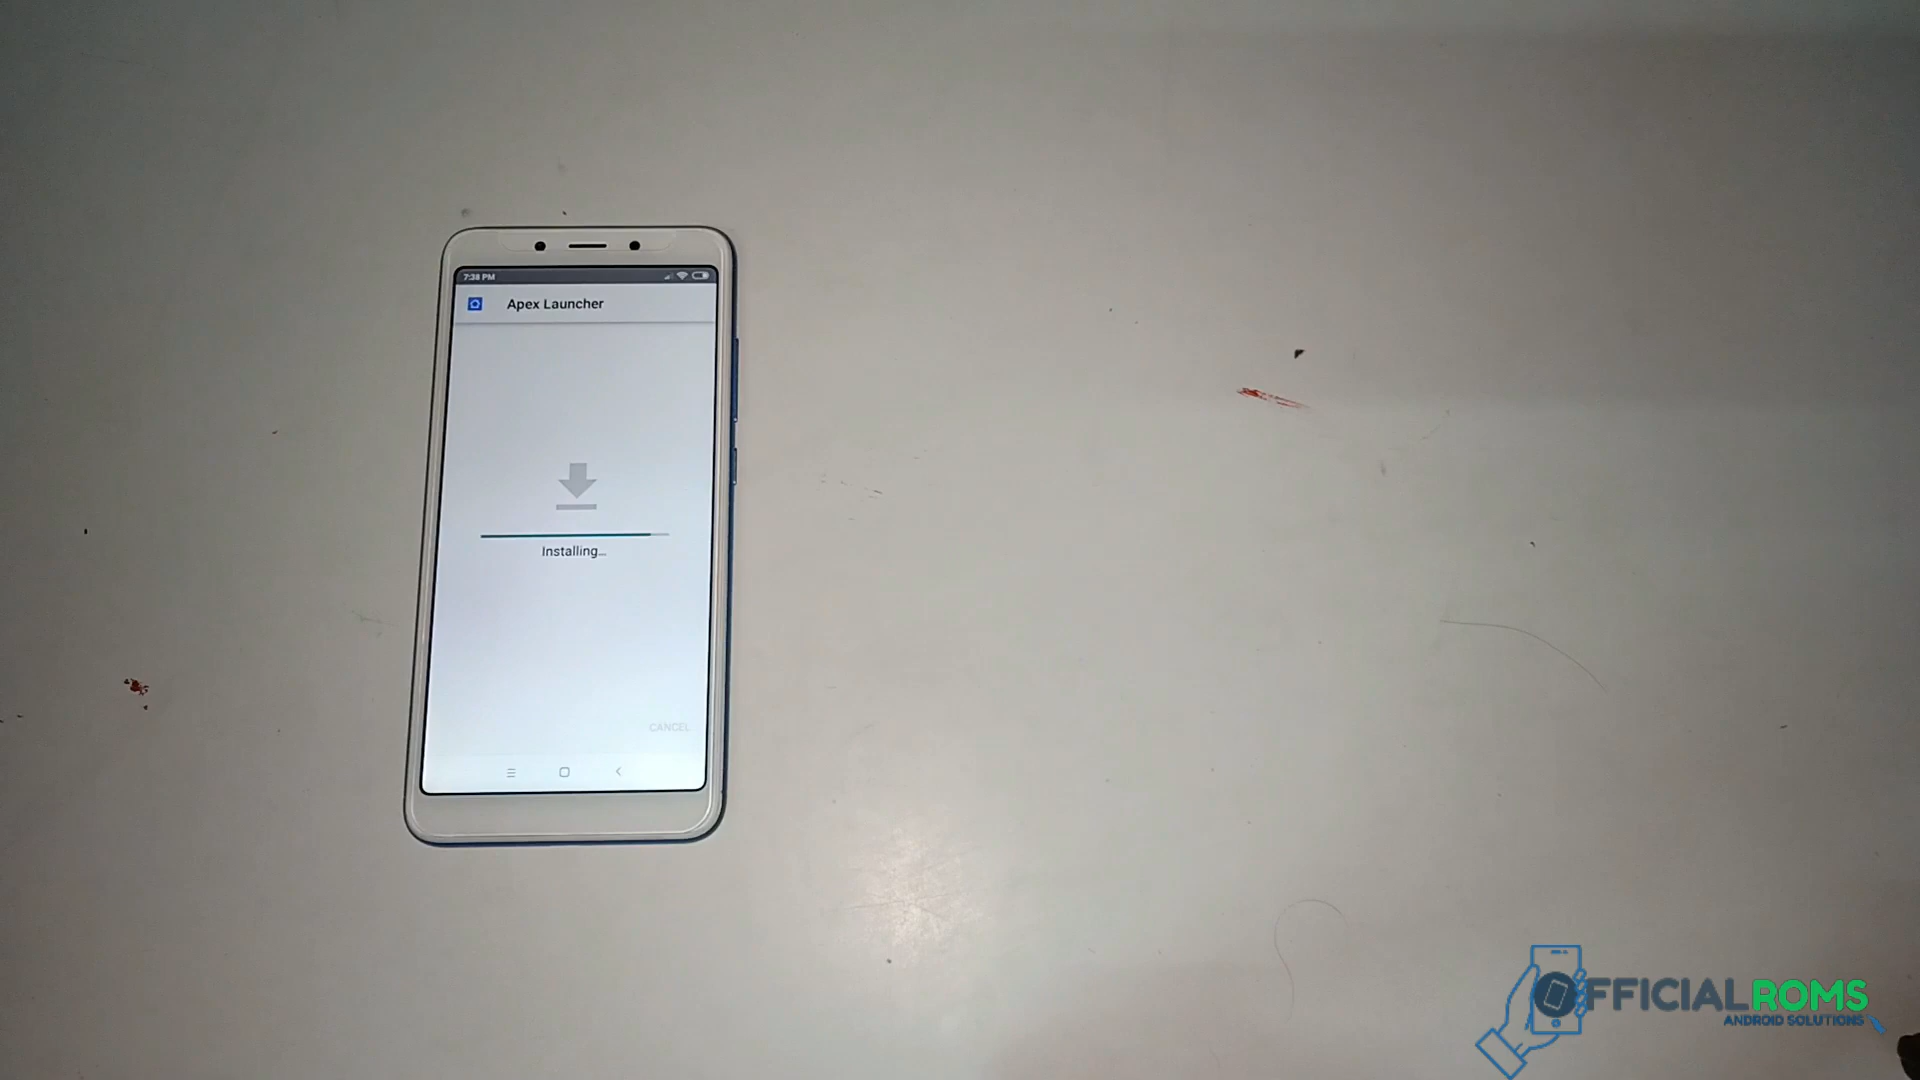 7:38 PM
Apex Launcher
Installing...
CANCEL
OFFICIALROMS
ANDROID SOLUTIONS